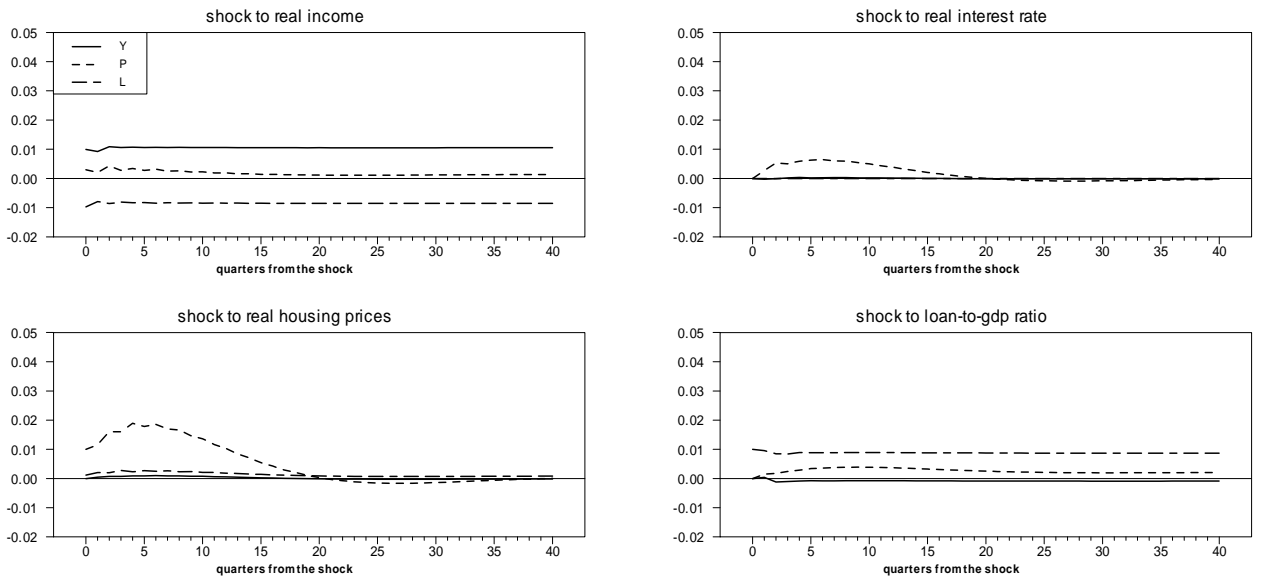 shock to real income
0.05
0.04
0.03
0.02
0.01
0.00
-0.01
-0.02
Y
P
L
0 5 10 15 20 25 30 35 40
quarters from the shock
shock to real interest rate
0.05
0.04
0.03
0.02
0.01
0.00
-0.01
-0.02
0 5 10 15 20 25 30 35 40
quarters from the shock
shock to real housing prices
0.05
0.04
0.03
0.02
0.01
0.00
-0.01
-0.02
0 5 10 15 20 25 30 35 40
quarters from the shock
shock to loan-to-gdp ratio
0.05
0.04
0.03
0.02
0.01
0.00
-0.01
-0.02
0 5 10 15 20 25 30 35 40
quarters from the shock